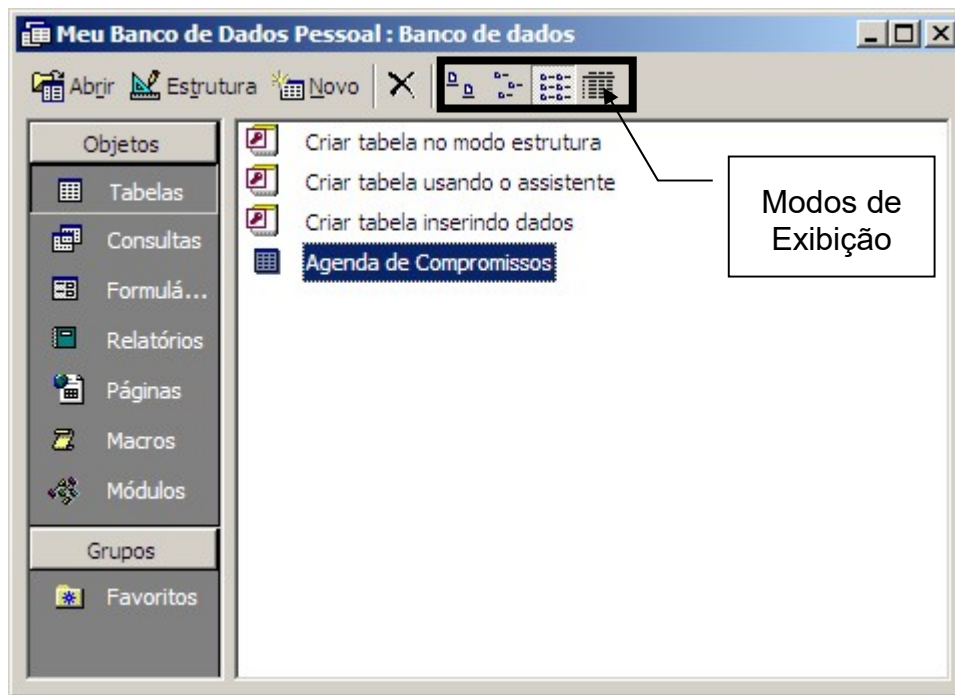 Meu Banco de Dados Pessoal : Banco de dados
Abrir Estrutura Novo
Objetos
Tabelas
Consultas
Formulá...
Relatórios
Páginas
Macros
Módulos
Grupos
Favoritos
Criar tabela no modo estrutura
Criar tabela usando o assistente
Criar tabela inserindo dados
Agenda de Compromissos
Modos de
Exibição